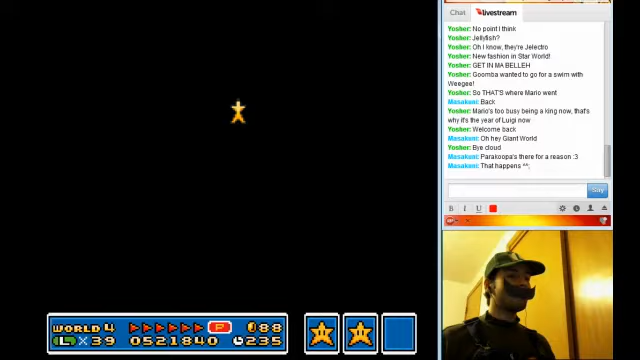 Chat livestream
Yosher: No point I think
Yosher: Jellyfish?
Yosher: Oh I know, they're Jelectro
Yosher: New fashion in Star World!
Yosher: GET IN MA BELLEH
Yosher: Goomba wanted to go for a swim with
Weegee!
Yosher: So THAT'S where Mario went
Masakani: Back
Yosher: Mario's too busy being a king now, that's
why it's the year of Luigi now
Yosher: Welcome back
Masakani: Oh hey Giant World
Yosher: Bye cloud
Masakani: Parakoopa's there for a reason :3
Masakani: That happens ^^;
Say
B I U
WORLD 4 P 88
L × 39 0521840 235